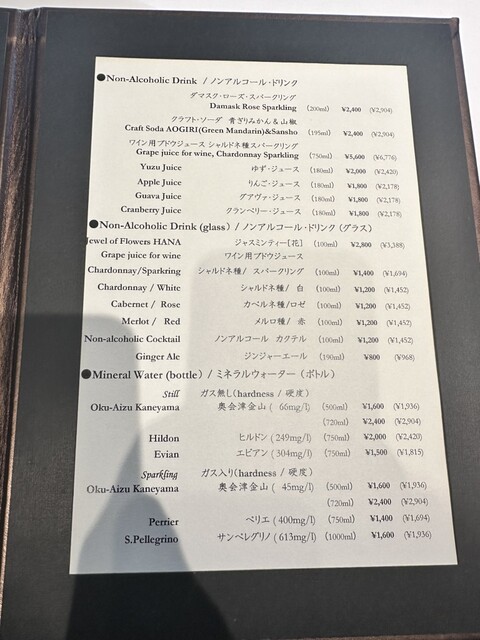 ●Non-Alcoholic Drink / ノンアルコール・ドリンク
ダマスク・ローズ・スパークリング
Damask Rose Sparkling (200ml) ¥2,400 (¥2,904)
クラフト・ソーダ 青ぎりみかん＆山椒
Craft Soda AOGIRI(Green Mandarin)&Sansho (195ml) ¥2,400 (¥2,904)
ワイン用ブドウジュース シャルドネ種スパークリング
Grape juice for wine, Chardonnay Sparkling (750ml) ¥5,600 (¥6,776)
Yuzu Juice ゆず・ジュース (180ml) ¥2,000 (¥2,420)
Apple Juice りんご・ジュース (180ml) ¥1,800 (¥2,178)
Guava Juice グアヴァ・ジュース (180ml) ¥1,800 (¥2,178)
Cranberry Juice クランベリー・ジュース (180ml) ¥1,800 (¥2,178)
●Non-Alcoholic Drink (glass) / ノンアルコール・ドリンク (グラス)
Jewel of Flowers HANA ジャスミンティー[花] (100ml) ¥2,800 (¥3,388)
Grape juice for wine ワイン用ブドウジュース
Chardonnay/Sparkring シャルドネ種/ スパークリング (100ml) ¥1,400 (¥1,694)
Chardonnay / White シャルドネ種/ 白 (100ml) ¥1,200 (¥1,452)
Cabernet / Rose カベルネ種/ロゼ (100ml) ¥1,200 (¥1,452)
Merlot / Red メルロ種/ 赤 (100ml) ¥1,200 (¥1,452)
Non-alcoholic Cocktail ノンアルコール カクテル (100ml) ¥1,200 (¥1,452)
Ginger Ale ジンジャーエール (190ml) ¥800 (¥968)
●Mineral Water (bottle) / ミネラルウォーター (ボトル)
Still ガス無し(hardness / 硬度)
Oku-Aizu Kaneyama 奥会津金山 ( 66mg/l) (500ml) ¥1,600 (¥1,936)
(720ml) ¥2,400 (¥2,904)
Hildon ヒルドン ( 249mg/l) (750ml) ¥2,000 (¥2,420)
Evian エビアン ( 304mg/l) (750ml) ¥1,500 (¥1,815)
Sparkling ガス入り(hardness / 硬度)
Oku-Aizu Kaneyama 奥会津金山 ( 45mg/l) (500ml) ¥1,600 (¥1,936)
(720ml) ¥2,400 (¥2,904)
Perrier ペリエ ( 400mg/l) (750ml) ¥1,400 (¥1,694)
S.Pellegrino サンペレグリノ ( 613mg/l) (1000ml) ¥1,600 (¥1,936)